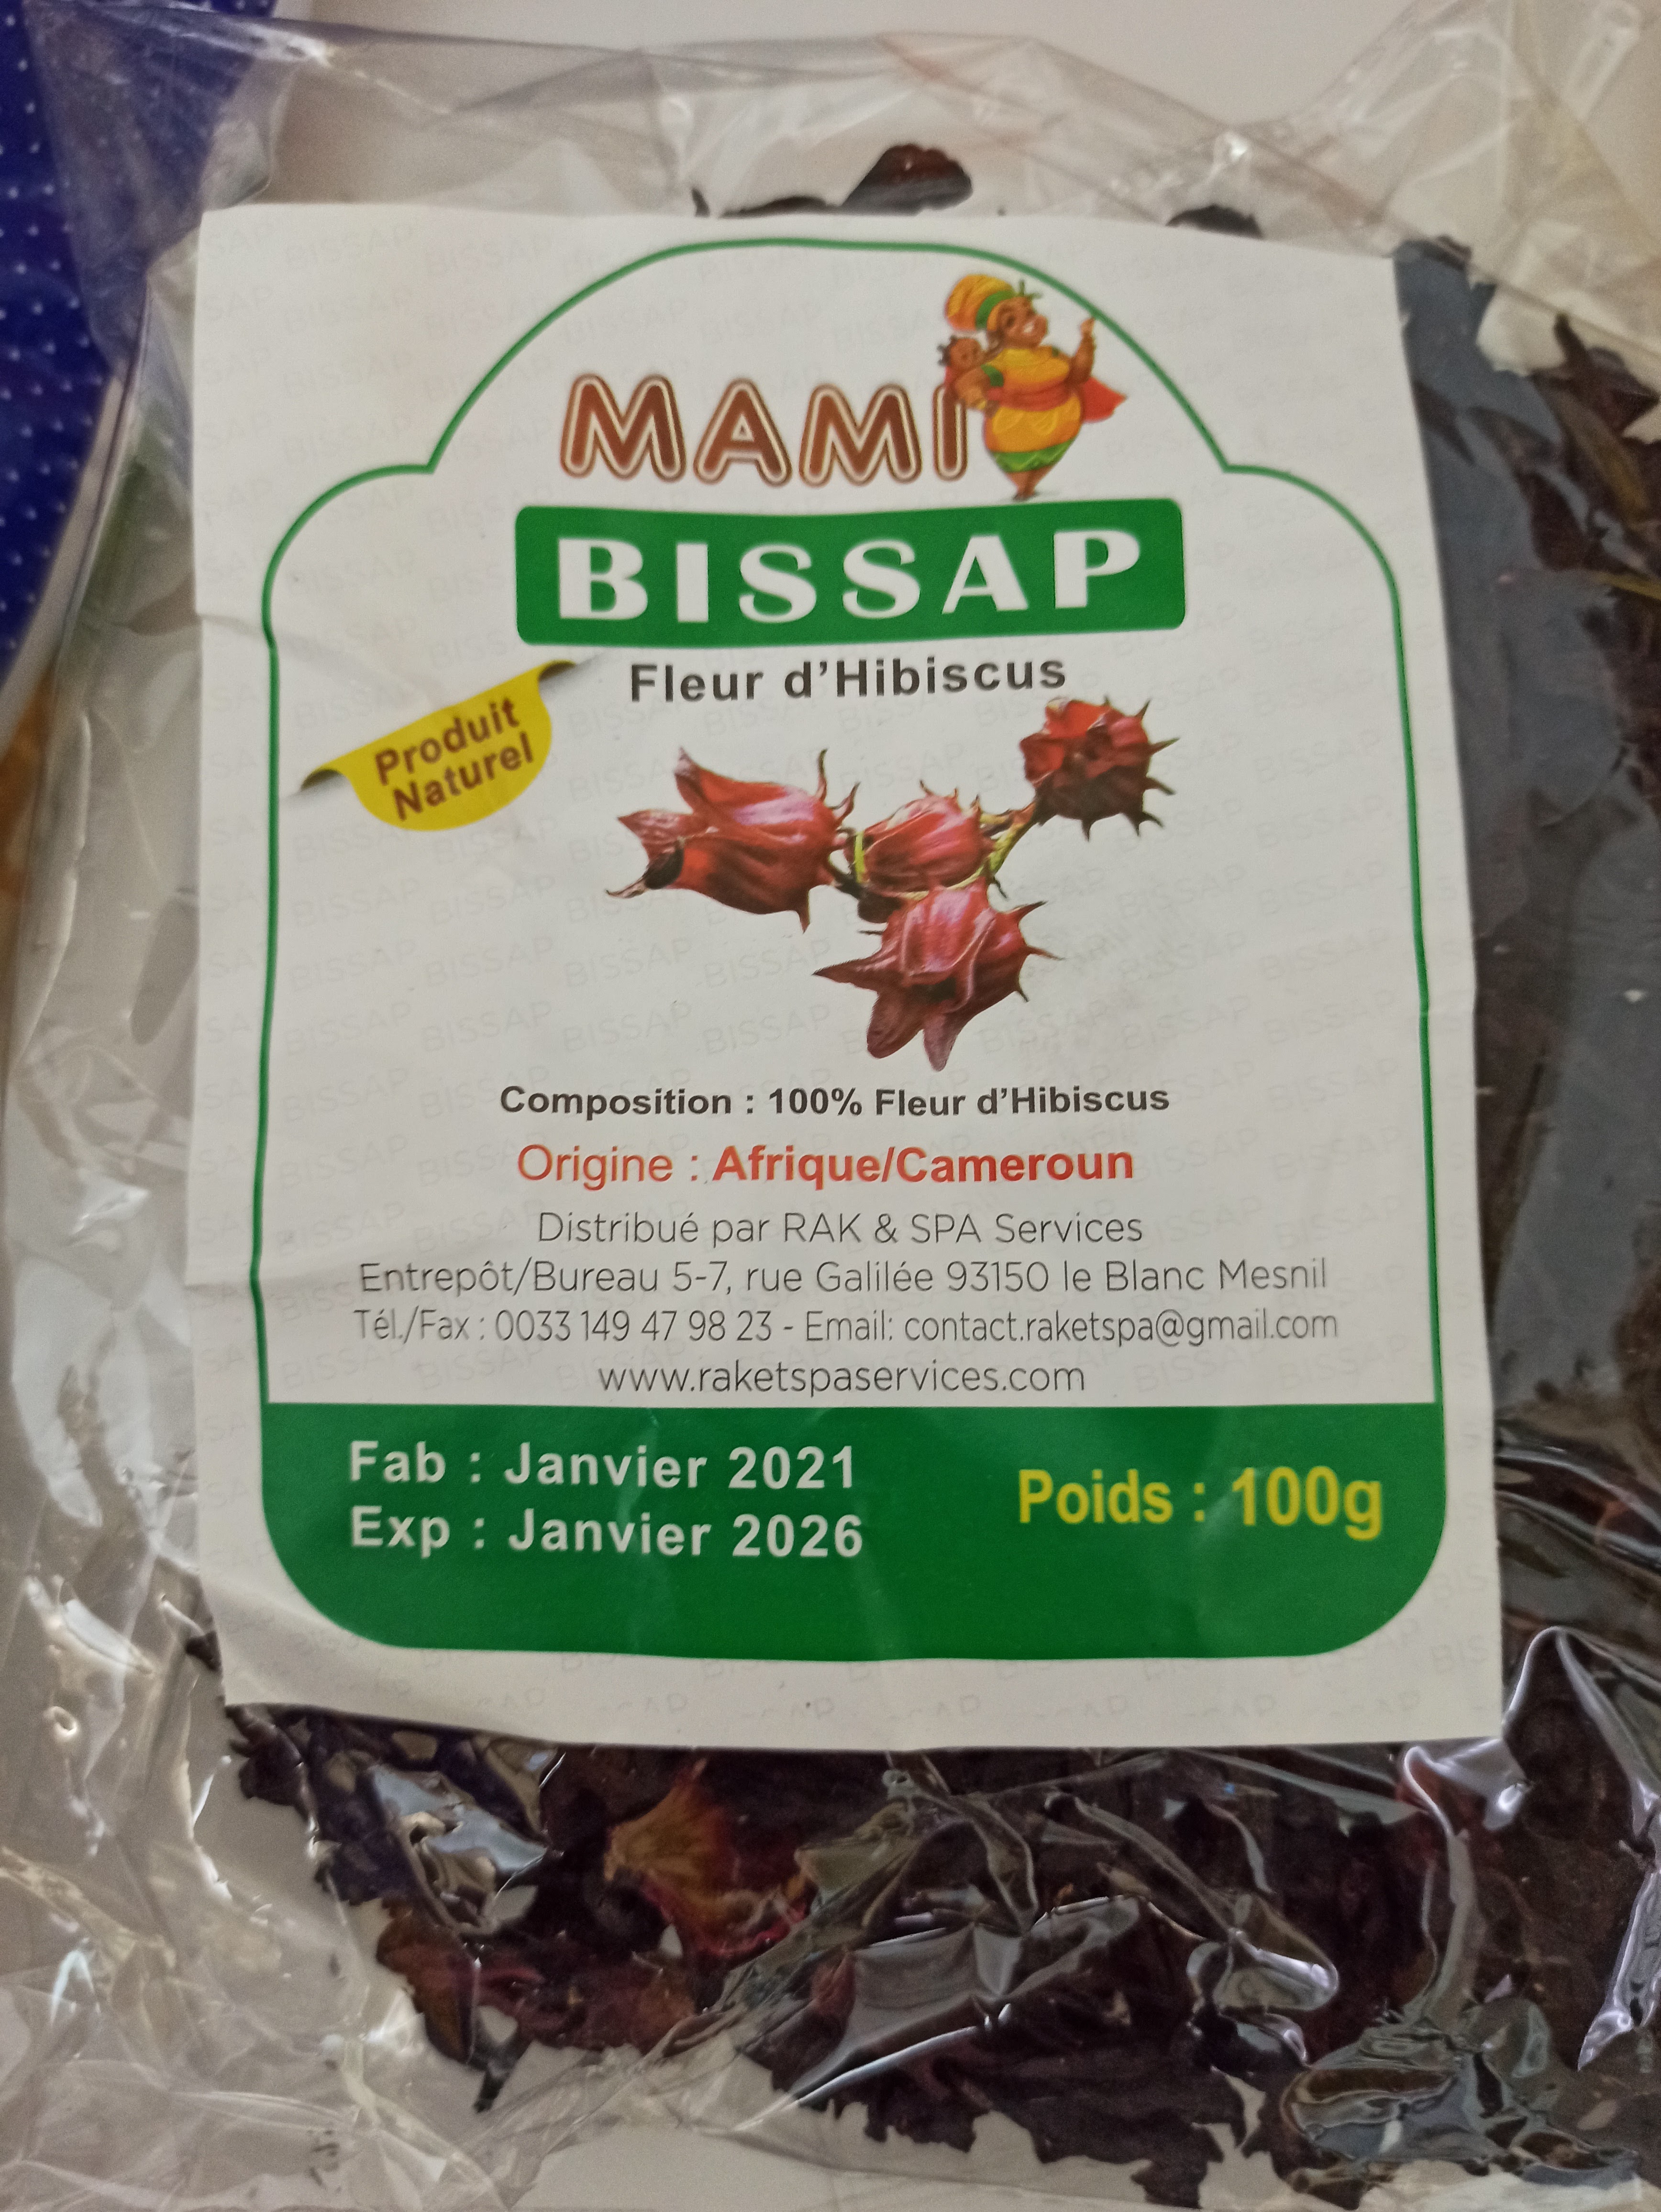 MAMI
BISSAP
Fleur d'Hibiscus
Produit
Naturel
Composition : 100% Fleur d'Hibiscus
Origine : Afrique/Cameroun
Distribué par RAK & SPA Services
Entrepôt/Bureau 5-7, rue Galilée 93150 le Blanc Mesnil
Tél./Fax : 0033 149 47 98 23 - Email: contact.raketspa@gmail.com
www.raketspaservices.com
Fab : Janvier 2021
Exp : Janvier 2026
Poids : 100g